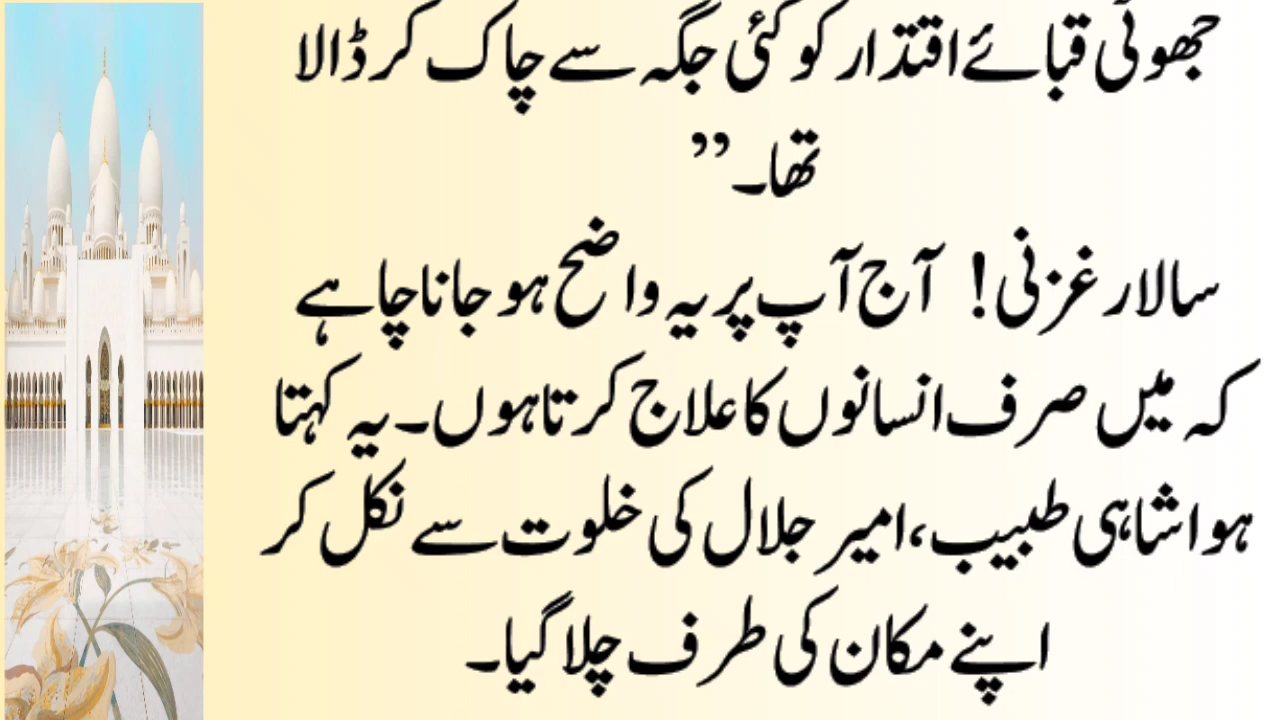 جھوٹی قبائے اقتدار کو کئی جگہ سے چاک کر ڈالا
تھا۔”
سالار غزنی! آج آپ پر یہ واضح ہو جانا چاہے
کہ میں صرف انسانوں کا علاج کرتا ہوں۔ یہ کہتا
ہوا شاہی طبیب، امیر جلال کی خلوت سے نکل کر
اپنے مکان کی طرف چلا گیا۔